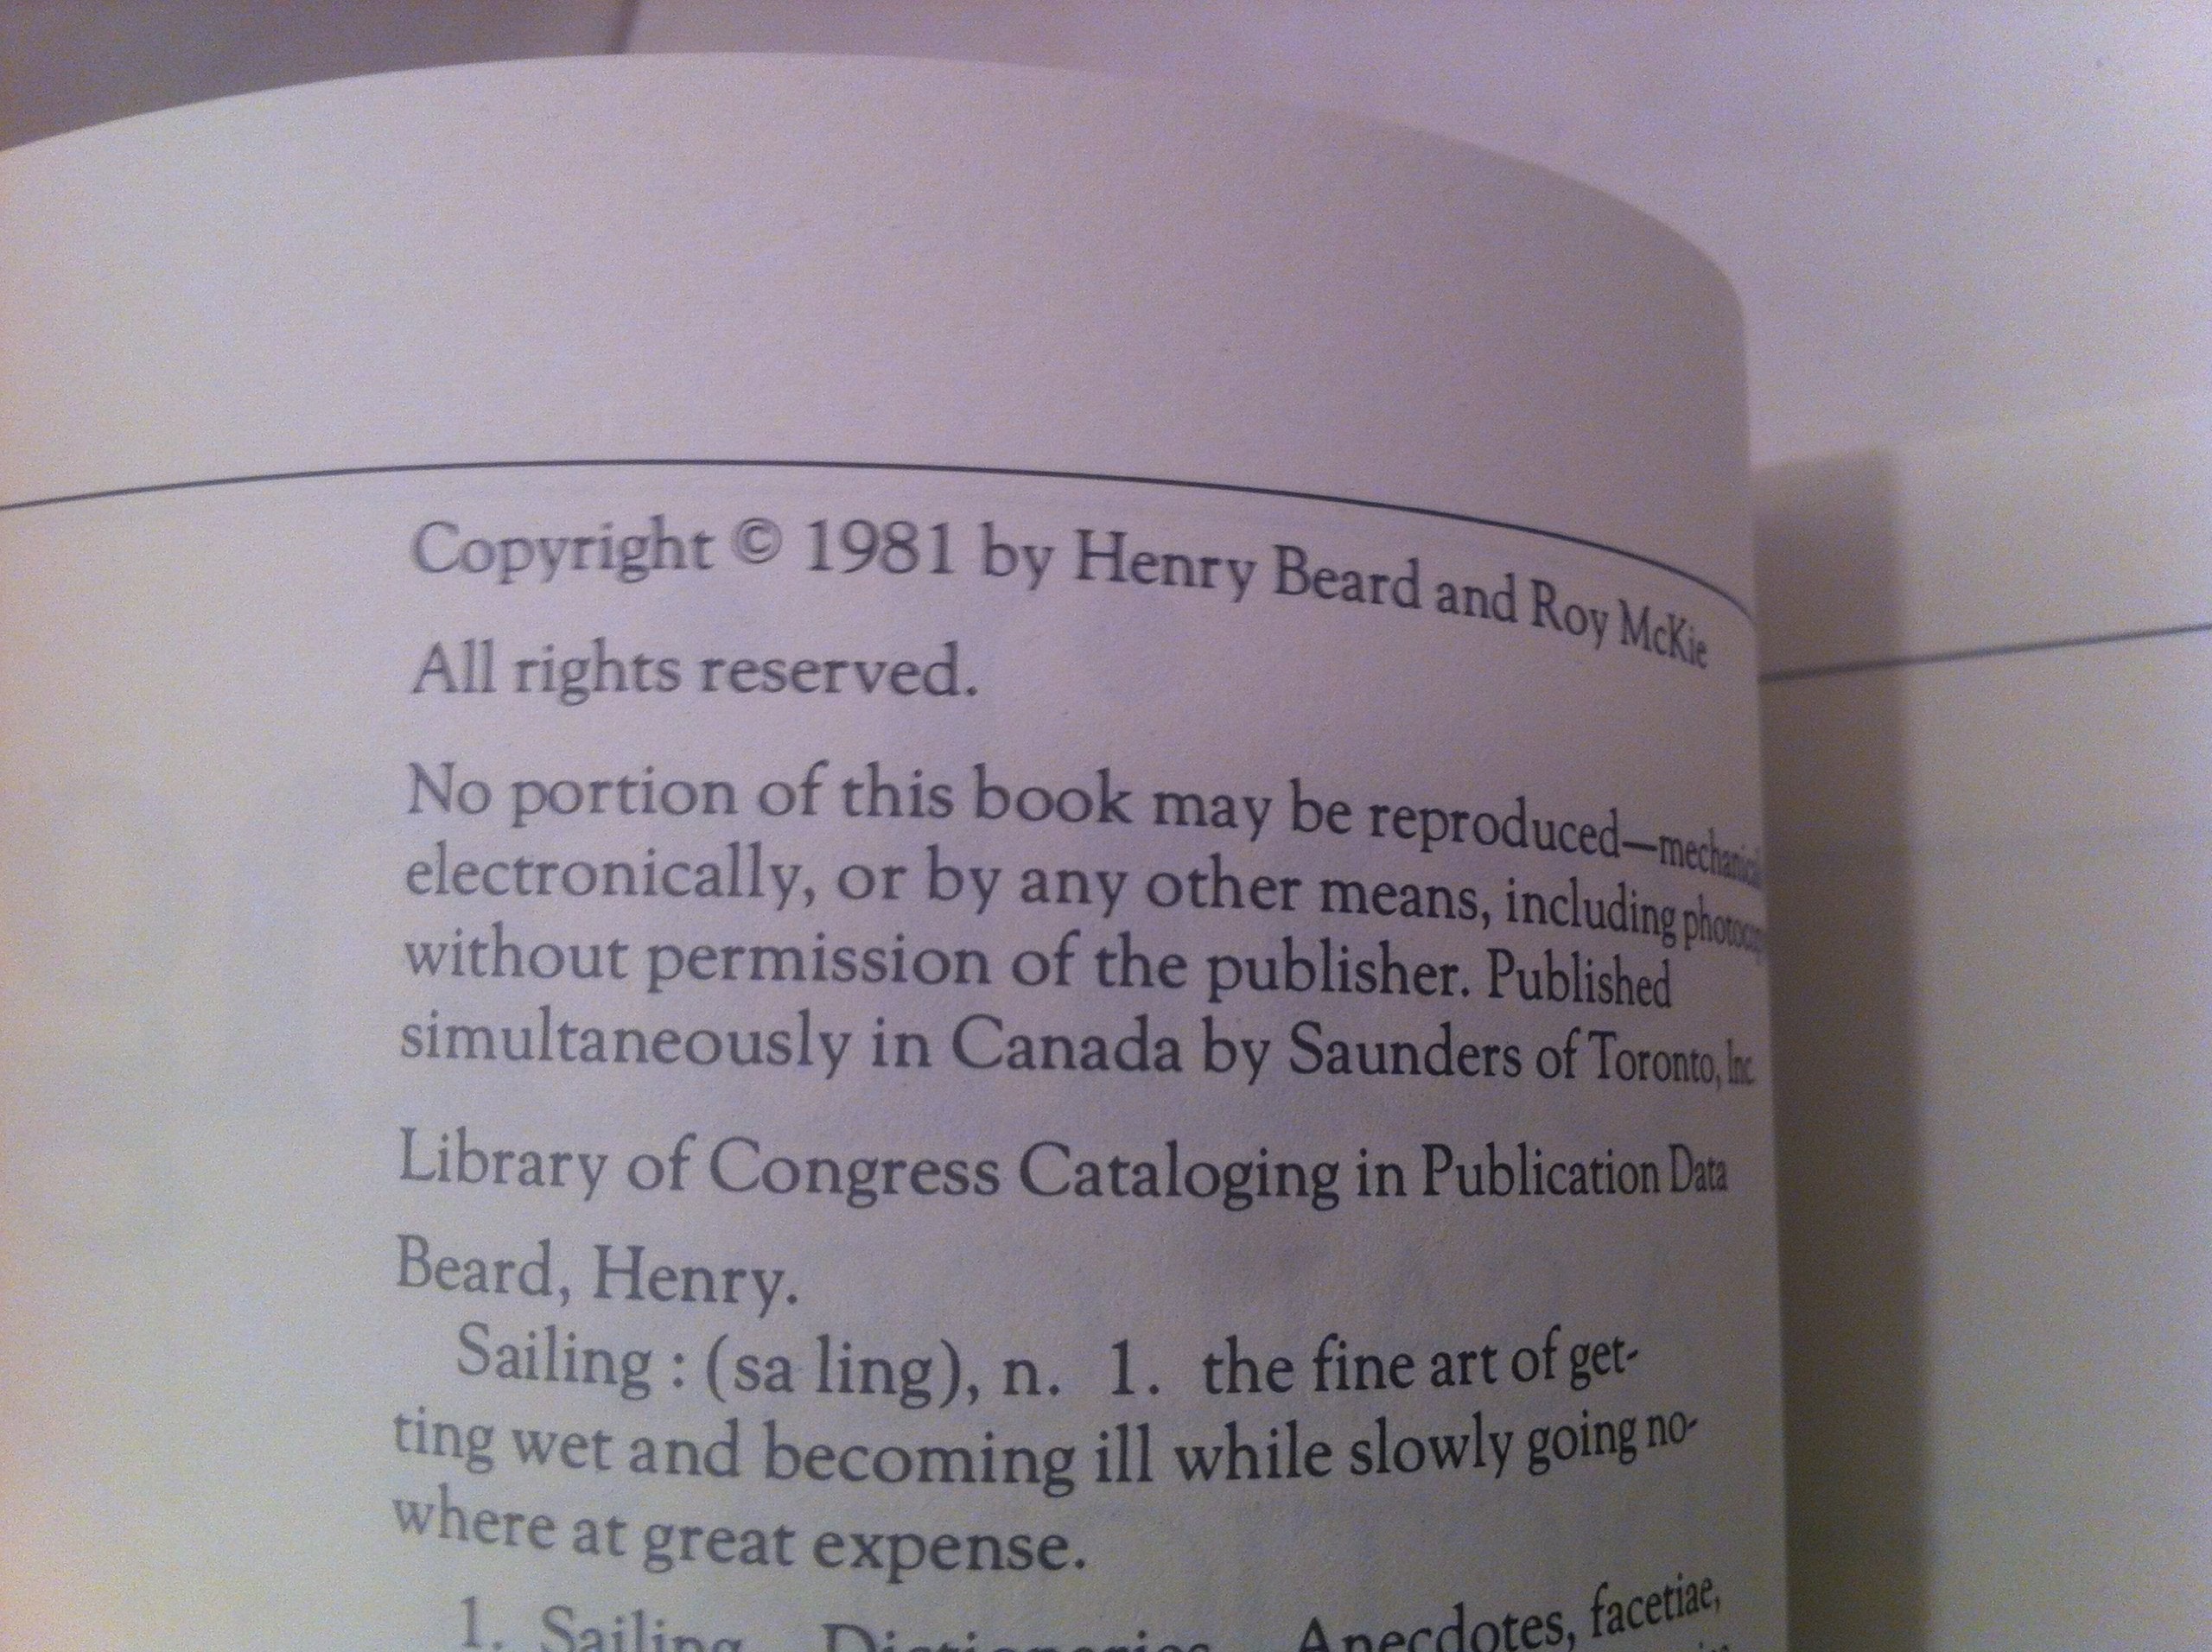 Copyright © 1981 by Henry Beard and Roy McKie
All rights reserved.
No portion of this book may be reproduced—
electronically, or by any other means, including
without permission of the publisher. Published
simultaneously in Canada by Saunders of Toronto, Inc.
Library of Congress Cataloging in Publication Data
Beard, Henry.
Sailing : (sa ling), n. 1. the fine art of get-
ting wet and becoming ill while slowly going no-
where at great expense.
1. Sailing Dictionaries Anecdotes, facetiae,